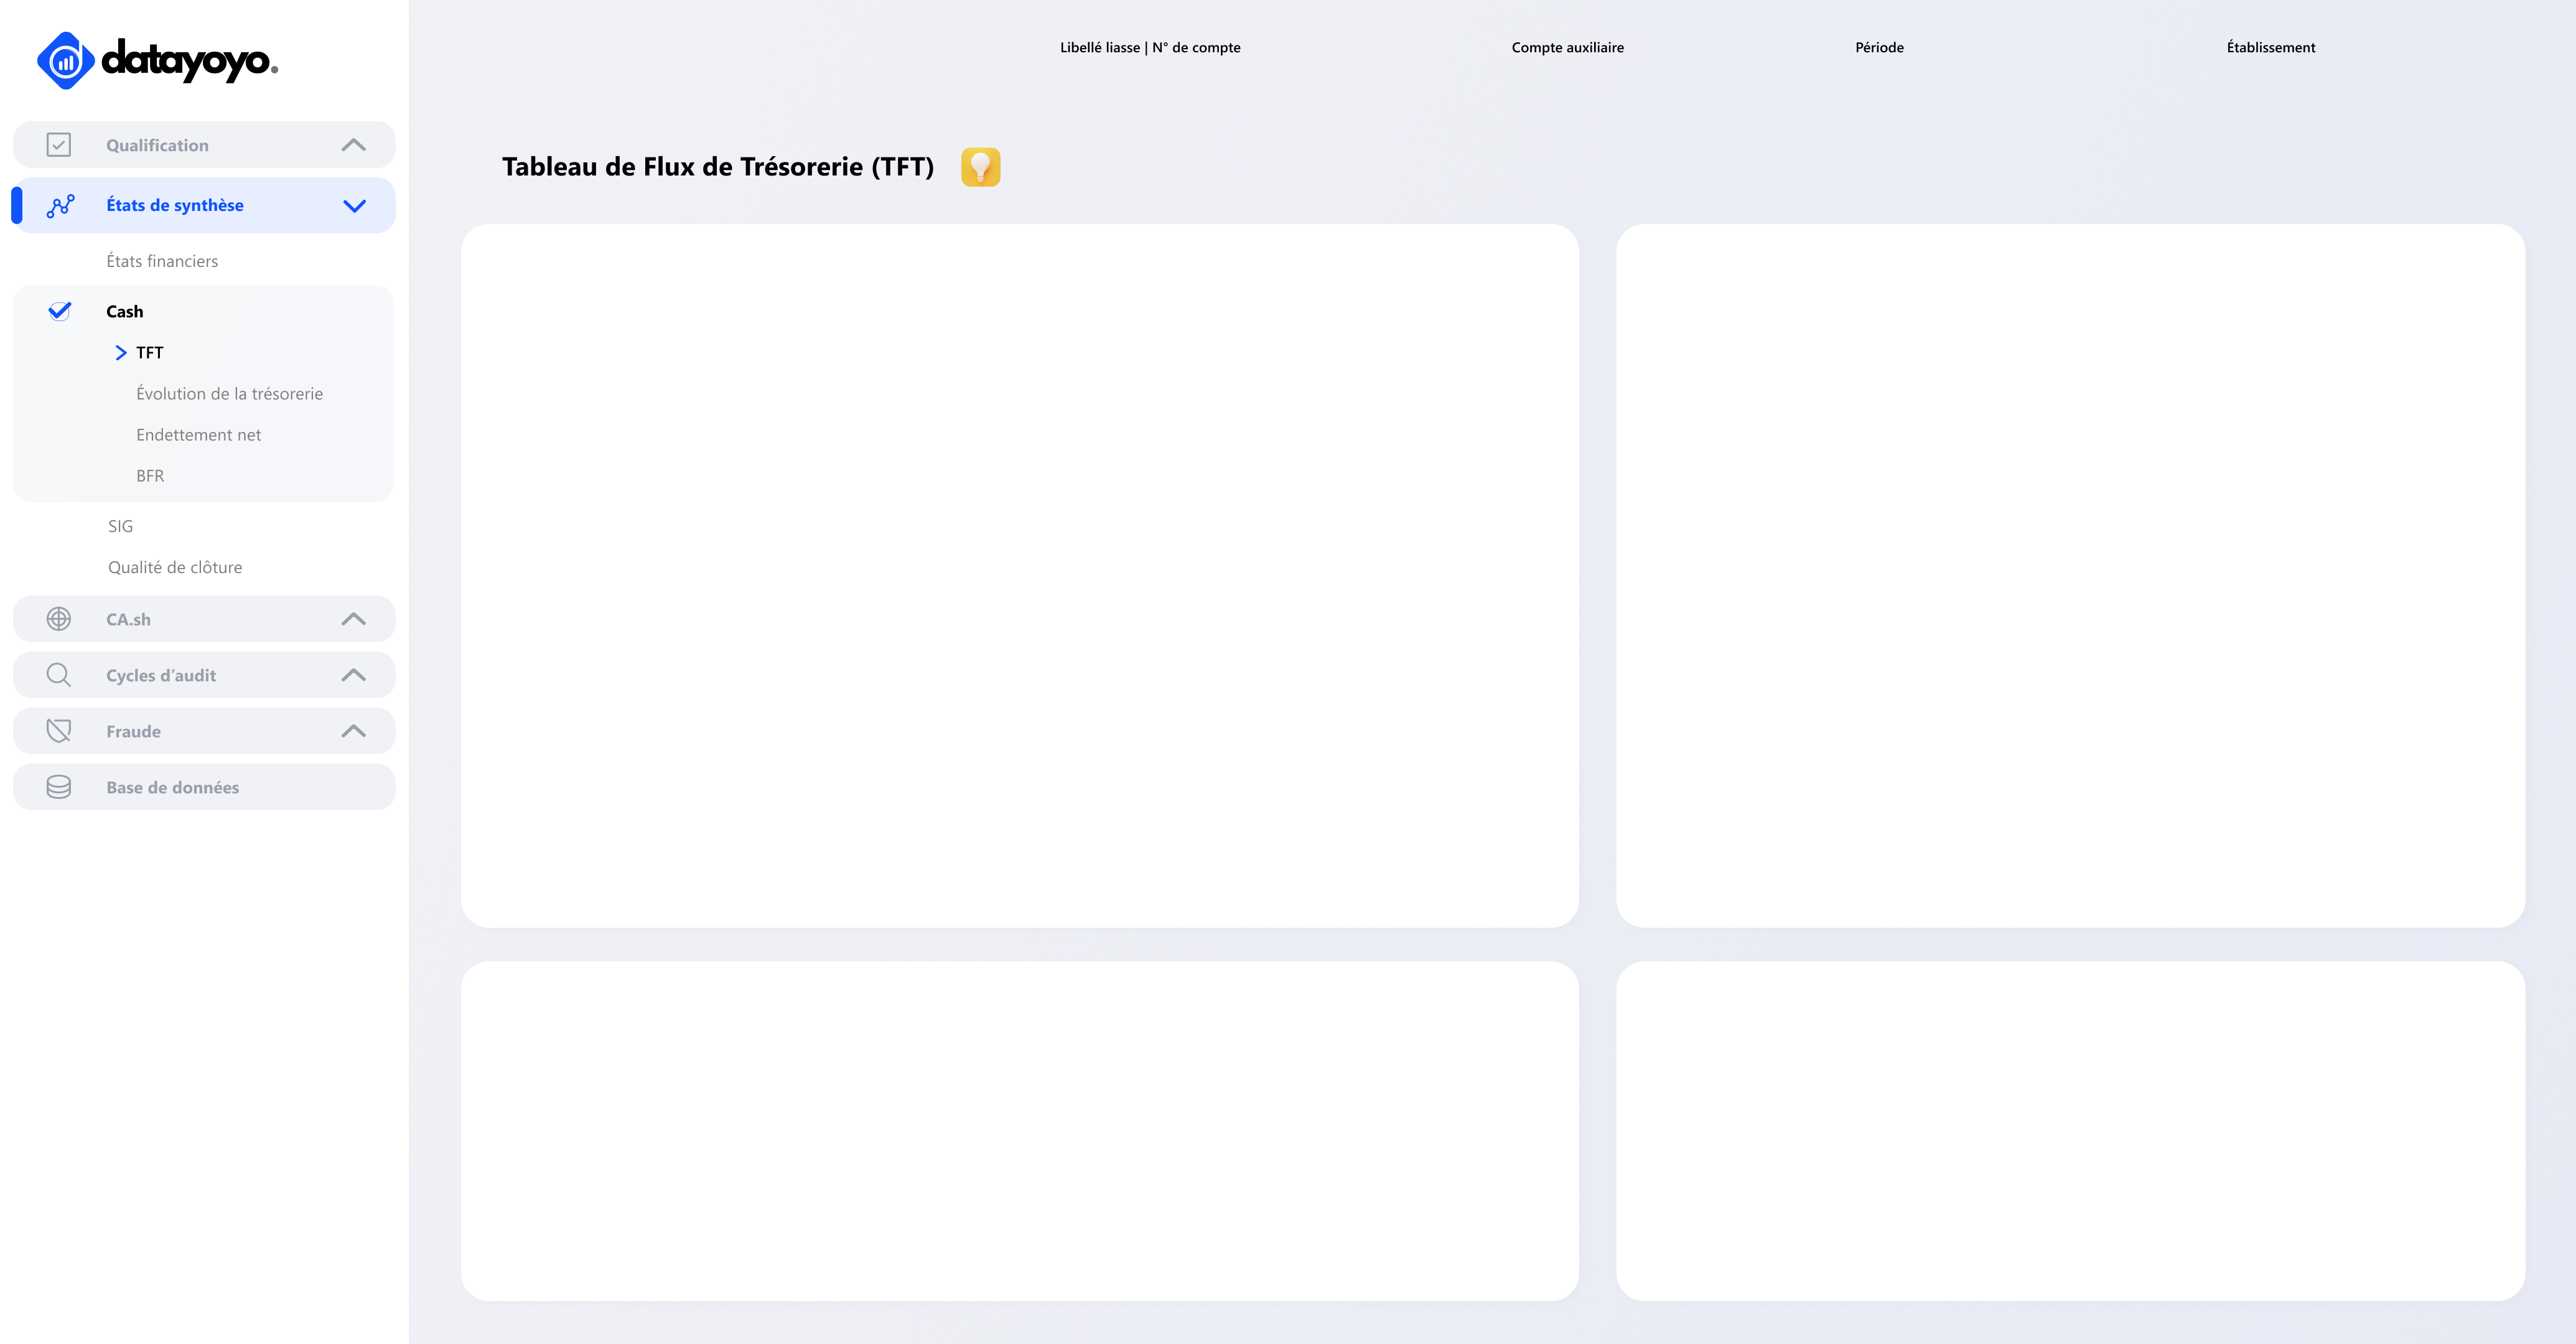 datayoyo.
Libellé liasse | N° de compte
Compte auxiliaire
Période
Établissement
Qualification
États de synthèse
États financiers
Cash
TFT
Évolution de la trésorerie
Endettement net
BFR
SIG
Qualité de clôture
CA.sh
Cycles d’audit
Fraude
Base de données
Tableau de Flux de Trésorerie (TFT)